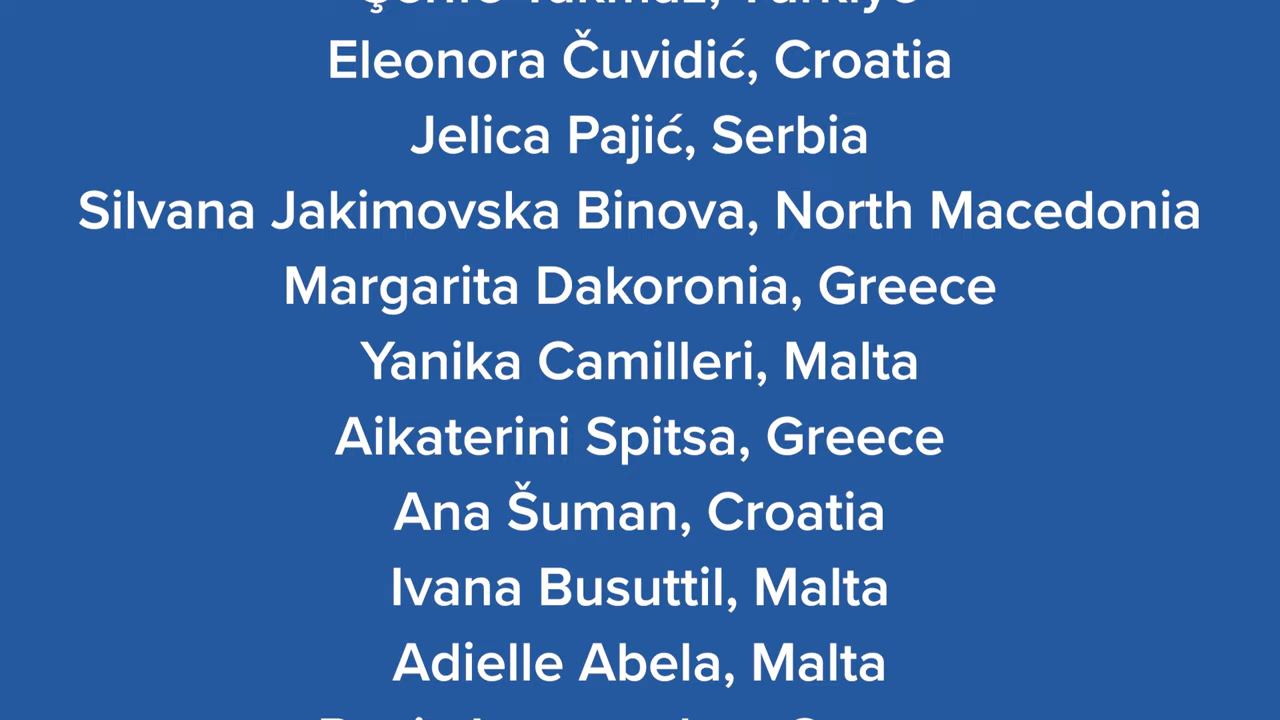 Eleonora Čuvidić, Croatia
Jelica Pajić, Serbia
Silvana Jakimovska Binova, North Macedonia
Margarita Dakoronia, Greece
Yanika Camilleri, Malta
Aikaterini Spitsa, Greece
Ana Šuman, Croatia
Ivana Busuttil, Malta
Adielle Abela, Malta